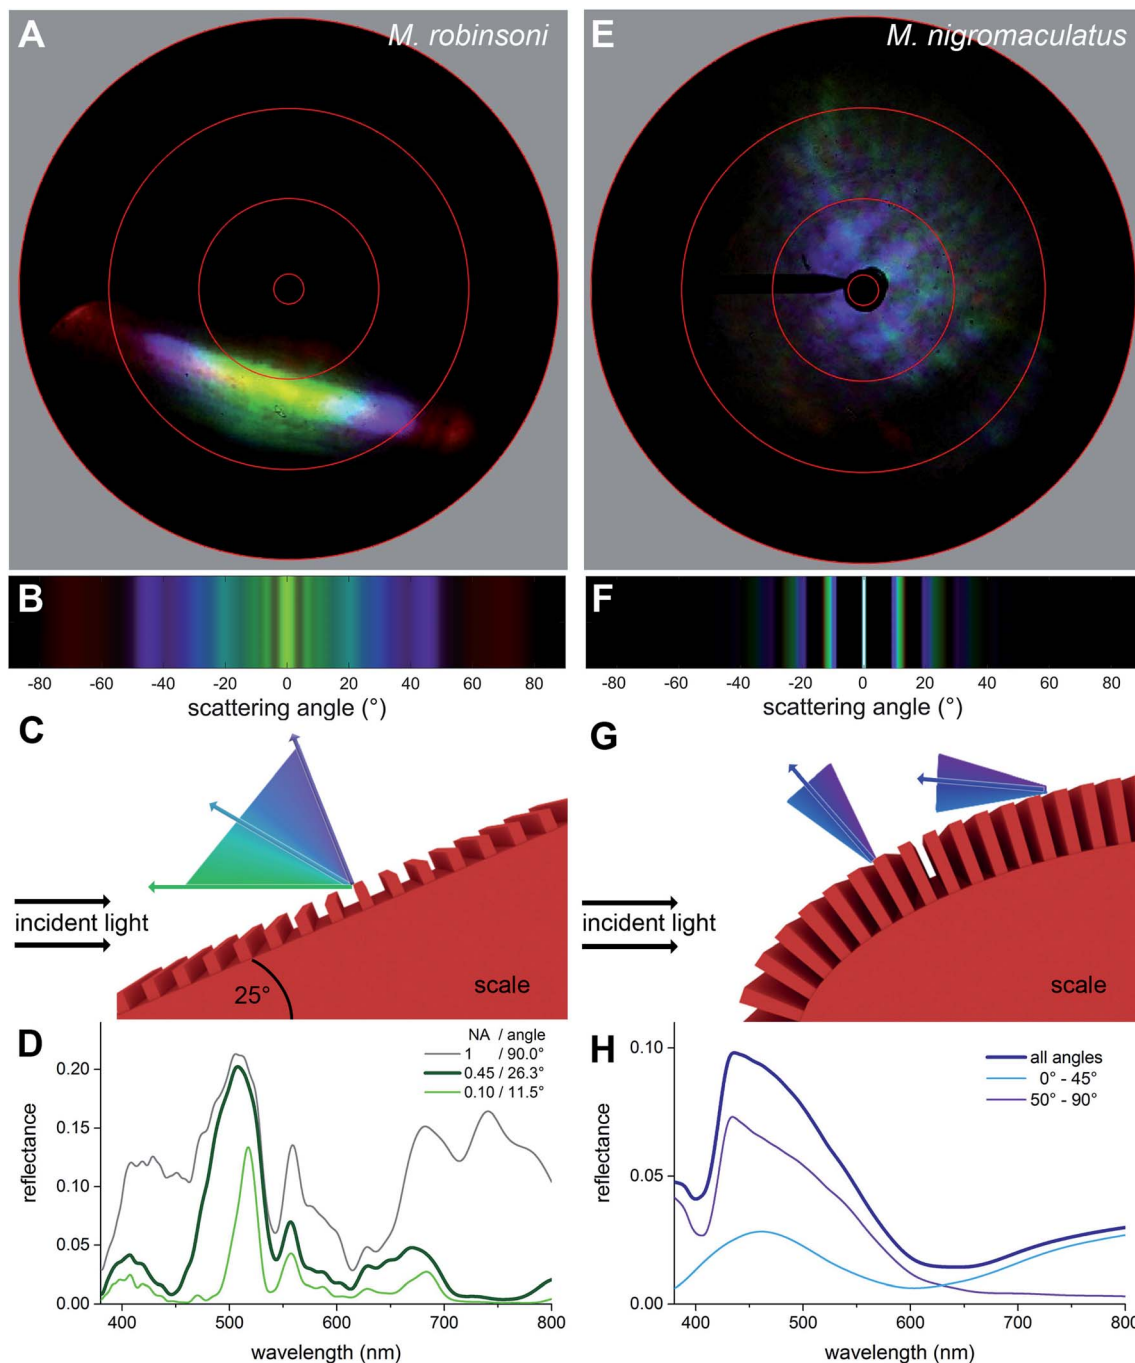 A
M. robinsoni
E
M. nigromaculatus
B
-80 -60 -40 -20 0 20 40 60 80
scattering angle (°)
F
-80 -60 -40 -20 0 20 40 60 80
scattering angle (°)
C
incident light
25°
scale
G
incident light
scale
D
NA / angle
1 / 90.0°
0.45 / 26.3°
0.10 / 11.5°
0.20
0.15
0.10
0.05
0.00
reflectance
400 500 600 700 800
wavelength (nm)
H
all angles
0° - 45°
50° - 90°
0.10
0.05
0.00
reflectance
400 500 600 700 800
wavelength (nm)